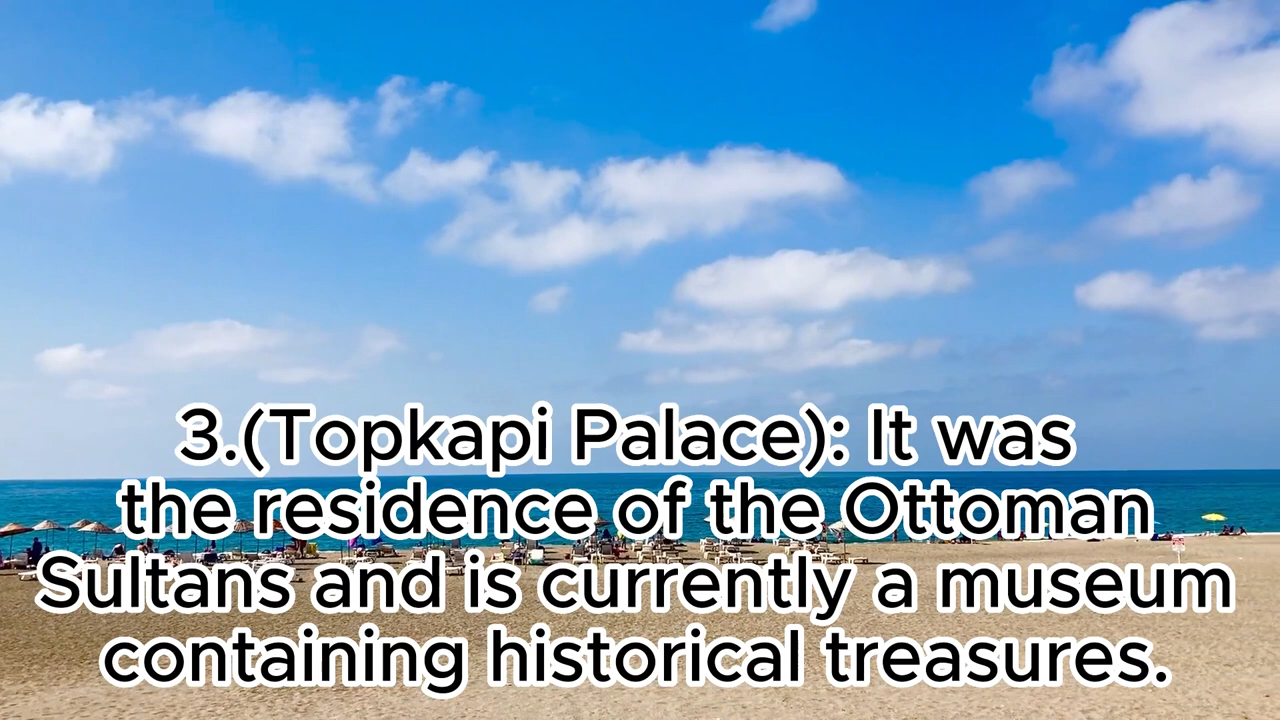 3.(Topkapi Palace): It was
the residence of the Ottoman
Sultans and is currently a museum
containing historical treasures.